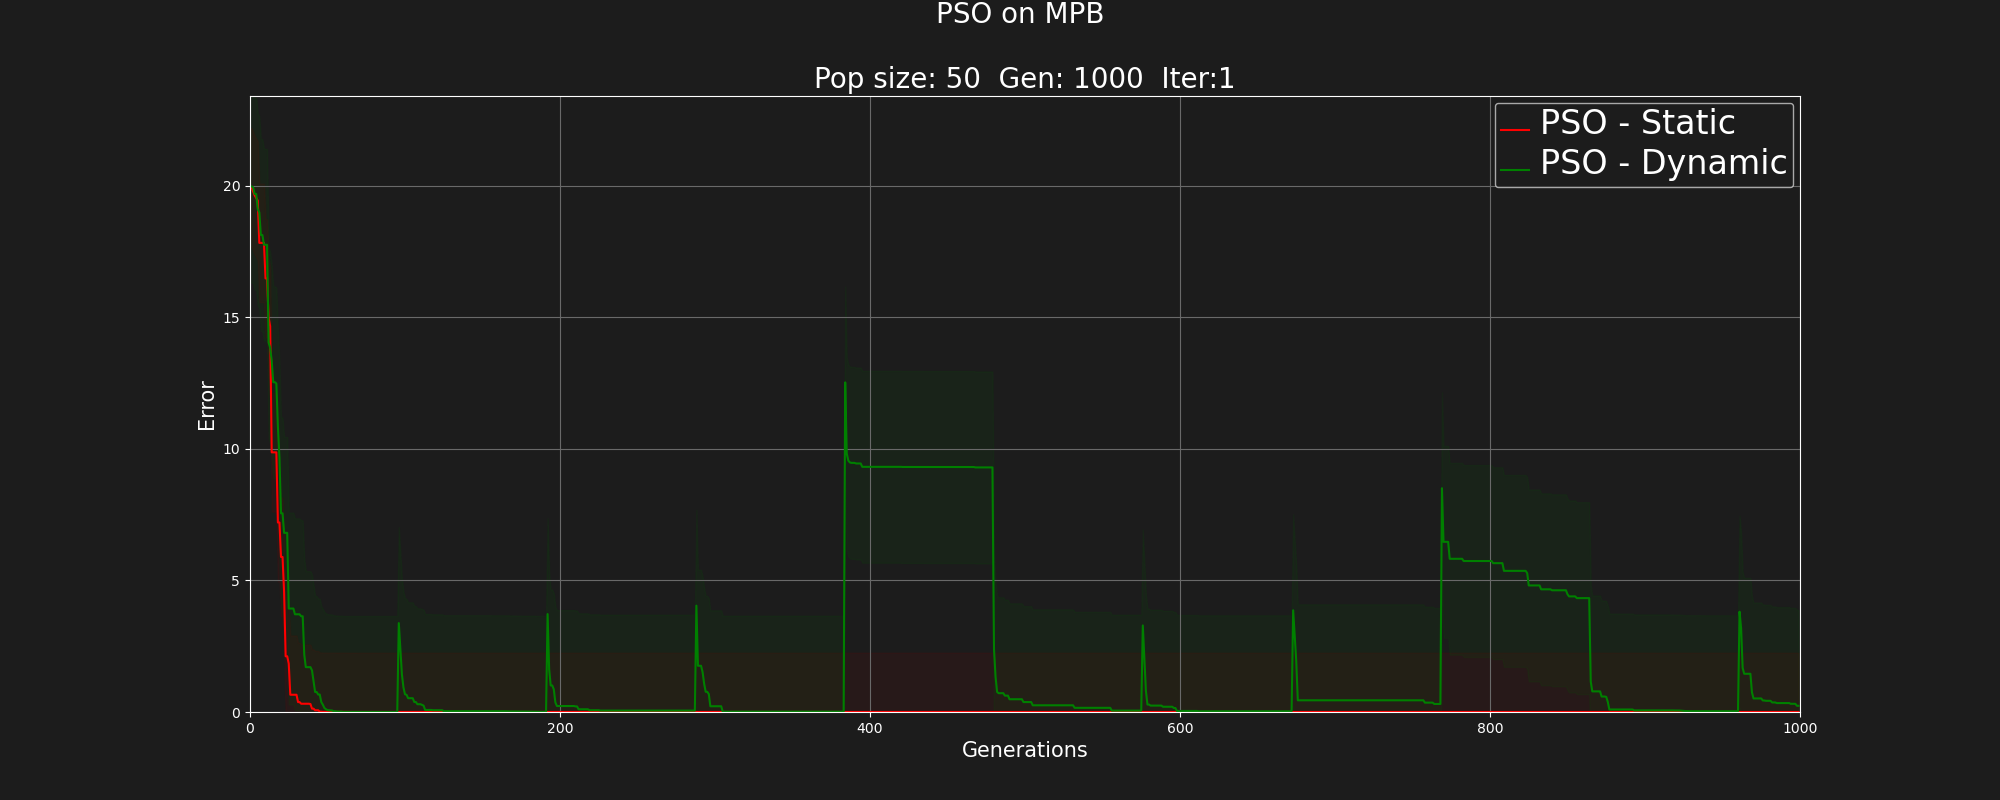 PSO on MPB
Pop size: 50  Gen: 1000  Iter:1
PSO - Static
PSO - Dynamic
Error
20
15
10
5
0
0 200 400 600 800 1000
Generations